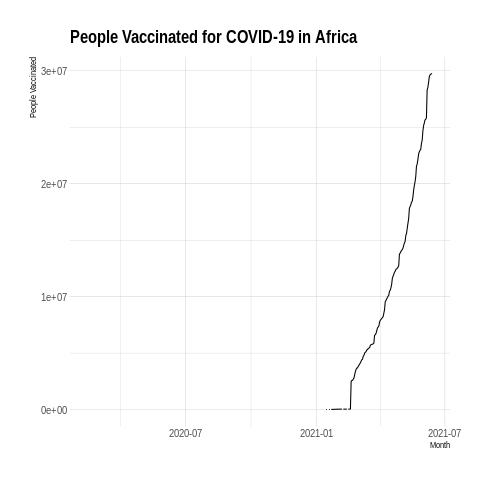 People Vaccinated for COVID-19 in Africa
People Vaccinated
3e+07
2e+07
1e+07
0e+00
2020-07
2021-01
2021-07
Month